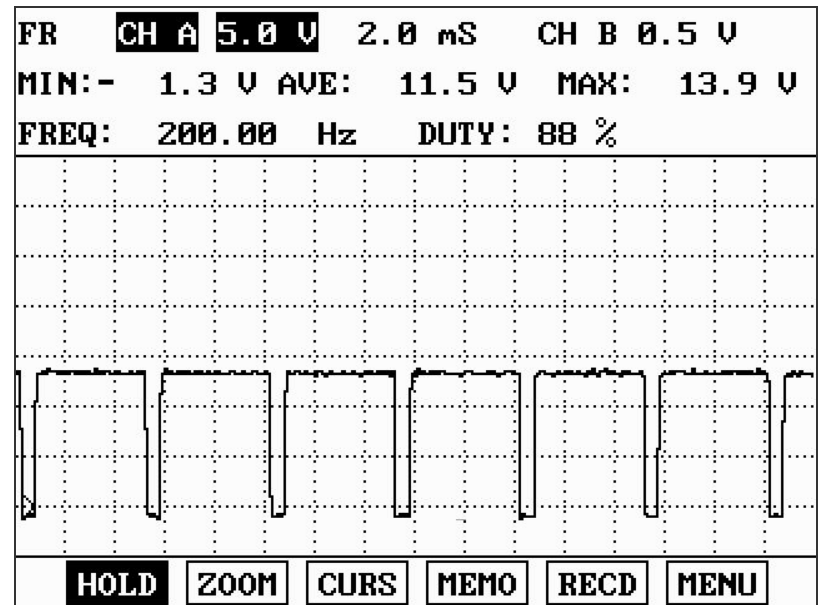 FR CH A 5.0 V 2.0 mS CH B 0.5 V
MIN:- 1.3 V AVE: 11.5 V MAX: 13.9 V
FREQ: 200.00 Hz DUTY: 88 %
HOLD ZOOM CURS MEMO RECD MENU